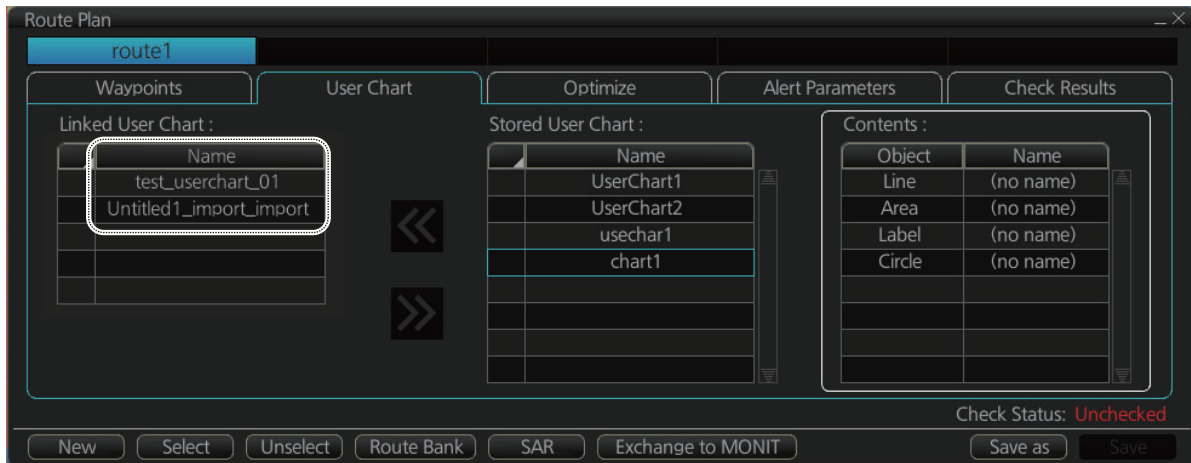 Route Plan
route1
Waypoints User Chart Optimize Alert Parameters Check Results
Linked User Chart : Stored User Chart : Contents :
Name Name Object Name
test_userchart_01 UserChart1 Line (no name)
Untitled1_import_import UserChart2 Area (no name)
usechar1 Label (no name)
chart1 Circle (no name)
Check Status: Unchecked
New Select Unselect Route Bank SAR Exchange to MONIT Save as Save